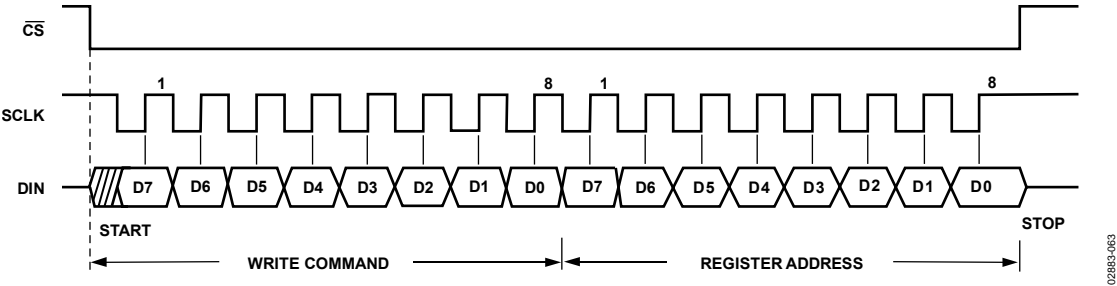 CS
1 8 1 8
SCLK
DIN D7 D6 D5 D4 D3 D2 D1 D0 D7 D6 D5 D4 D3 D2 D1 D0
START STOP
WRITE COMMAND REGISTER ADDRESS
02883-063